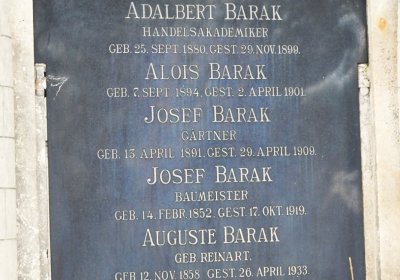 ADALBERT BARAK
HANDELSAKADEMIKER
GEB. 25. SEPT. 1880. GEST. 29. NOV. 1899.
ALOIS BARAK
GEB. 7. SEPT. 1894. GEST. 2. APRIL 1901.
JOSEF BARAK
GÄRTNER
GEB. 13. APRIL 1891. GEST. 29. APRIL 1909.
JOSEF BARAK
BAUMEISTER
GEB. 14. FEBR. 1852. GEST. 17. OKT. 1919.
AUGUSTE BARAK
GEB. REINART.
GEB. 12. NOV. 1858. GEST. 26. APRIL 1933.